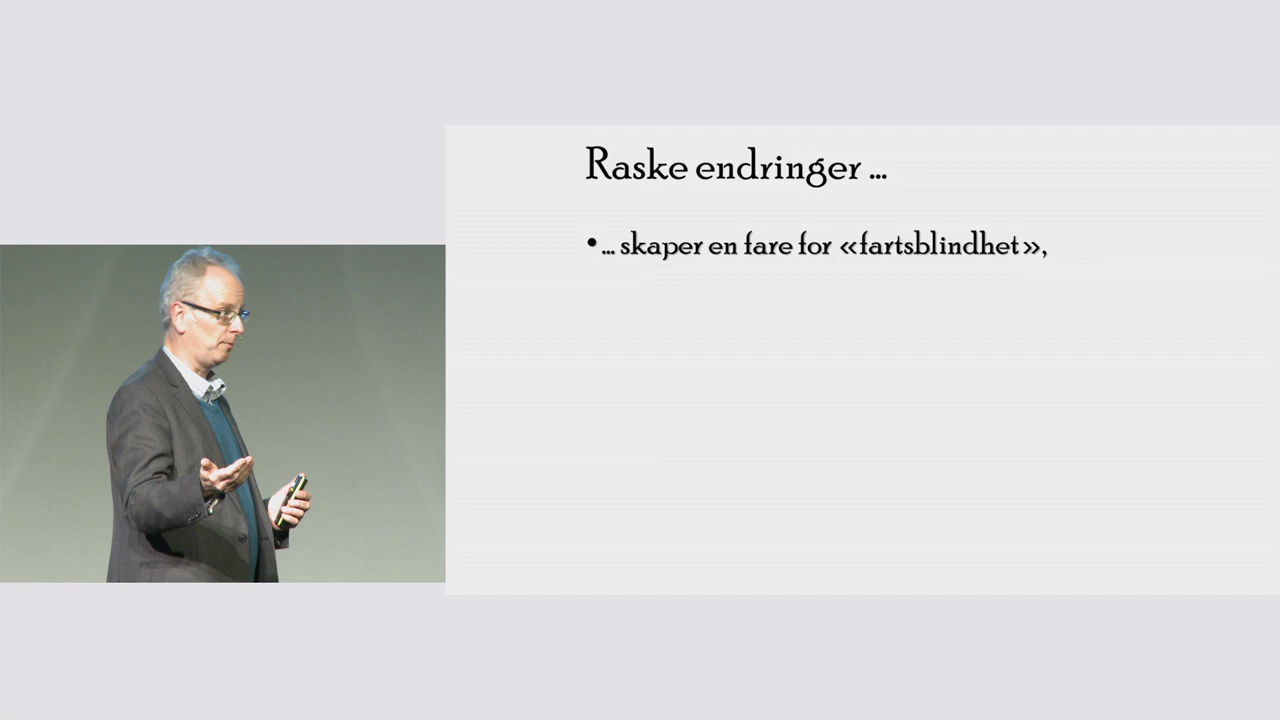 Raske endringer ...
• ... skaper en fare for «fartsblindhet»,